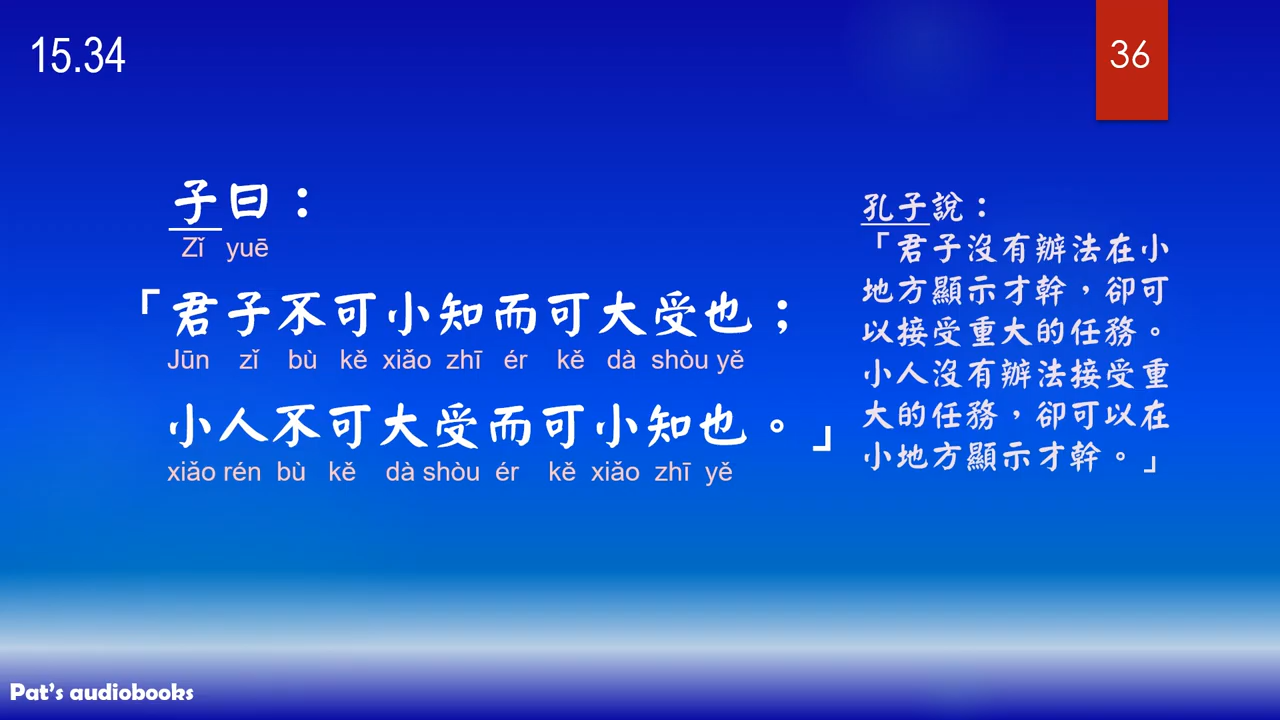 15.34
36
子曰：
Zǐ yuē
「君子不可小知而可大受也；
Jūn zǐ bù kě xiǎo zhī ér kě dà shòu yě
小人不可大受而可小知也。」
xiǎo rén bù kě dà shòu ér kě xiǎo zhī yě
孔子說：
「君子沒有辦法在小
地方顯示才幹，卻可
以接受重大的任務。
小人沒有辦法接受重
大的任務，卻可以在
小地方顯示才幹。」
Pat's audiobooks